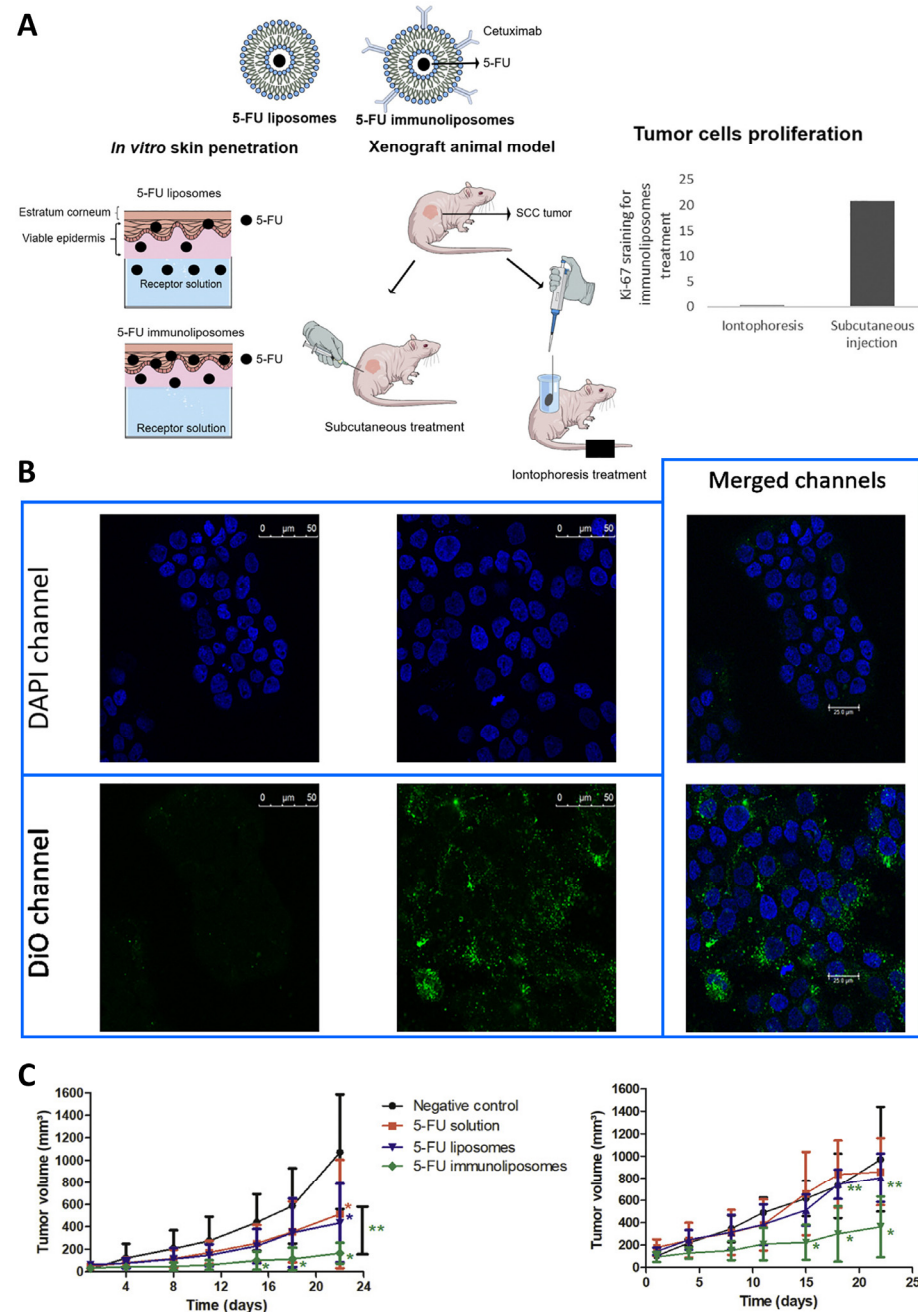 A
Cetuximab
5-FU
5-FU liposomes
5-FU immunoliposomes
In vitro skin penetration
Xenograft animal model
Tumor cells proliferation
5-FU liposomes
Estratum corneum
5-FU
Viable epidermis
Receptor solution
SCC tumor
5-FU immunoliposomes
5-FU
Receptor solution
Subcutaneous treatment
Iontophoresis treatment
Ki-67 sraining for
immunoliposomes
treatment
25
20
15
10
5
0
Iontophoresis
Subcutaneous
injection
B
Merged channels
DAPI channel
0 µm 50
0 µm 50
25.0 µm
DiO channel
0 µm 50
0 µm 50
25.0 µm
C
Tumor volume (mm³)
1600
1400
1200
1000
800
600
400
200
0
4 8 12 16 20 24
Time (days)
*
*
*
*
*
**
Negative control
5-FU solution
5-FU liposomes
5-FU immunoliposomes
Tumor volume (mm³)
1600
1400
1200
1000
800
600
400
200
0
0 5 10 15 20 25
Time (days)
**
**
*
*
*